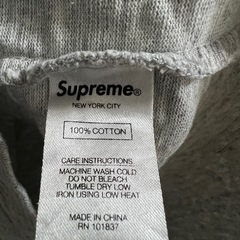 Supreme®
NEW YORK CITY
100% COTTON
CARE INSTRUCTIONS
MACHINE WASH COLD
DO NOT BLEACH
TUMBLE DRY LOW
IRON USING LOW HEAT
MADE IN CHINA
RN 101837